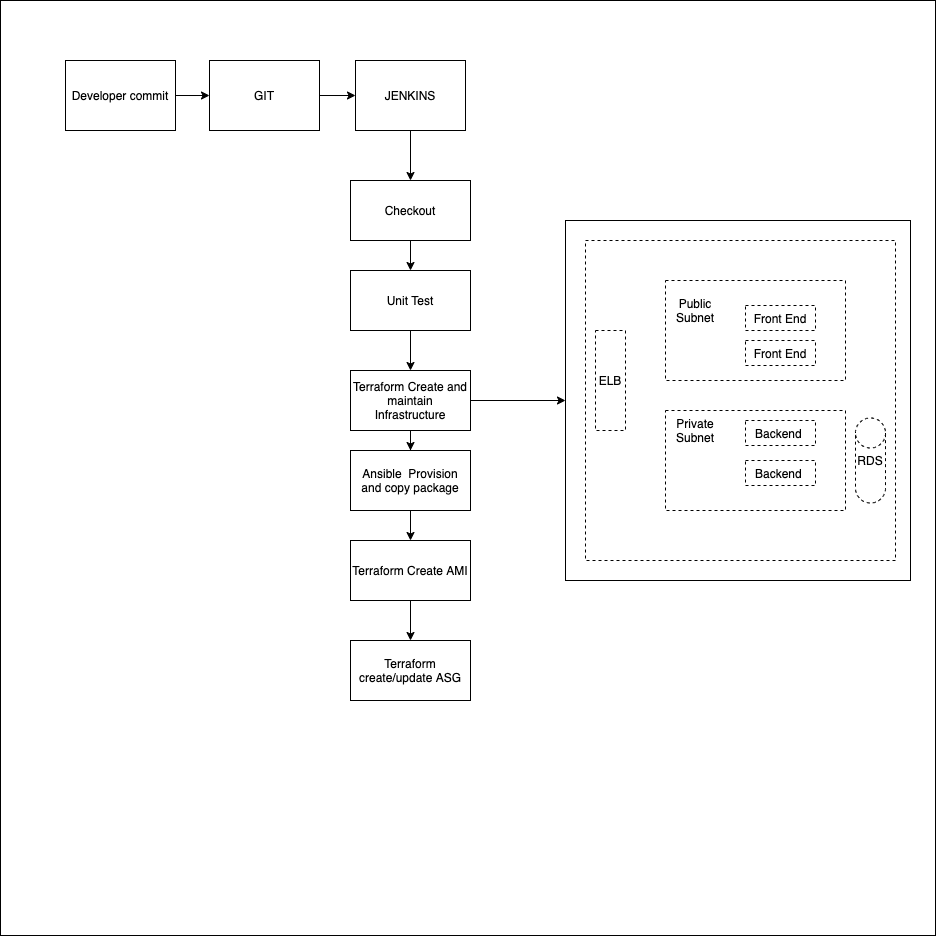 Developer commit
GIT
JENKINS
Checkout
Unit Test
Terraform Create and
maintain
Infrastructure
Ansible  Provision
and copy package
Terraform Create AMI
Terraform
create/update ASG
ELB
Public
Subnet
Front End
Front End
Private
Subnet
Backend
Backend
RDS